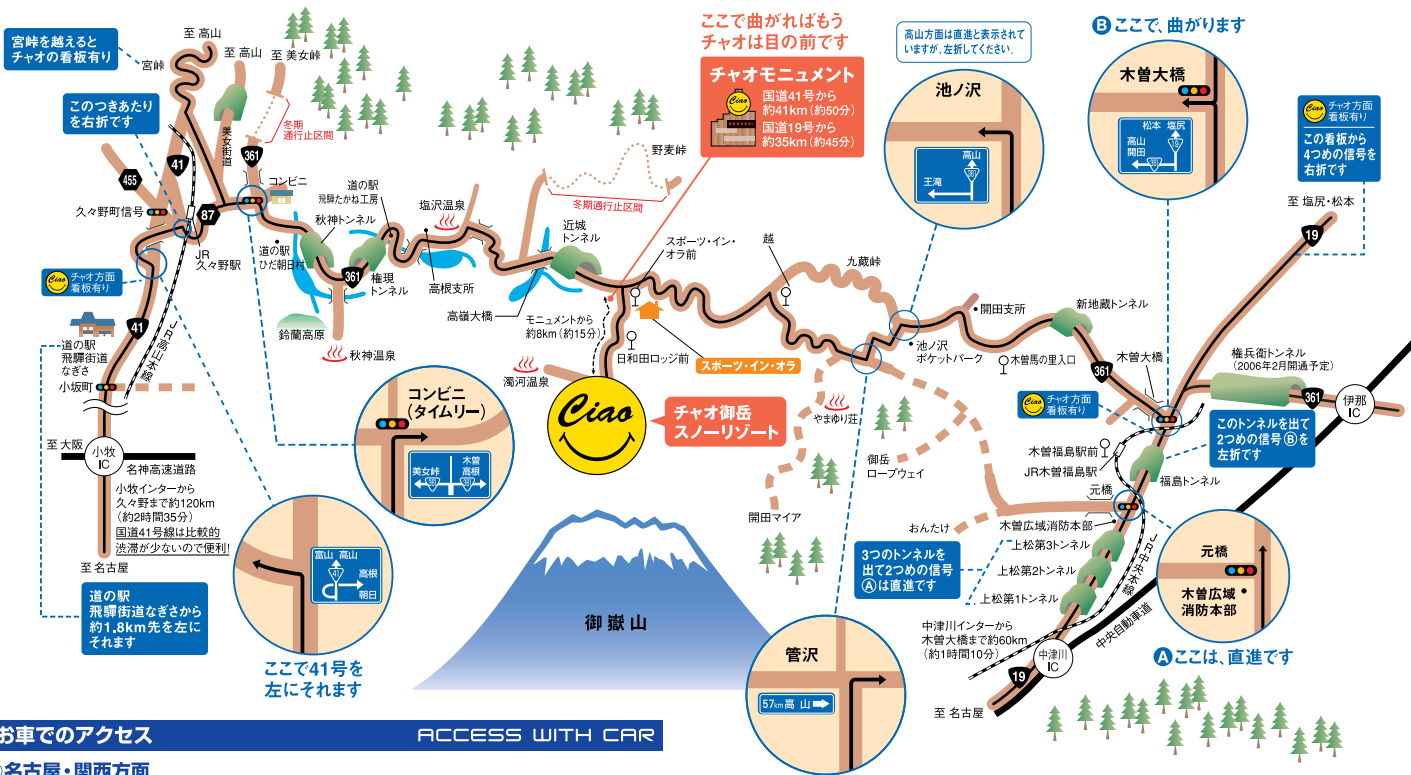 宮峠を越えると
チャオの看板有り
至 高山
宮峠
至 高山
至 美女峠
このつきあたり
を右折です
美女街道
冬期
通行止区間
41
455
361
87
久々野町信号
コンビニ
JR
久々野駅
道の駅
ひだ朝日村
秋神トンネル
道の駅
飛騨たかね工房
塩沢温泉
361
権現
トンネル
高根支所
鈴蘭高原
秋神温泉
Ciao
チャオ方面
看板有り
41
JR高山本線
道の駅
飛騨街道
なぎさ
小坂町
至 大阪
小牧
IC
名神高速道路
小牧インターから
久々野まで約120km
(約2時間35分)
国道41号線は比較的
渋滞が少ないので便利!
至 名古屋
道の駅
飛騨街道なぎさから
約1.8km先を左に
それます
富山 高山
41
高根
朝日
ここで41号を
左にそれます
コンビニ
(タイムリー)
美女峠
361
木曽
高根
361
ここで曲がればもう
チャオは目の前です
チャオモニュメント
Ciao
国道41号から
約41km(約50分)
国道19号から
約35km(約45分)
野麦峠
冬期通行止区間
近城
トンネル
高嶺大橋
スポーツ・イン・
オラ前
モニュメントから
約8km(約15分)
日和田ロッジ前
スポーツ・イン・オラ
濁河温泉
Ciao
チャオ御岳
スノーリゾート
越
九蔵峠
高山方面は直進と表示されて
いますが、左折してください。
池ノ沢
高山
361
王滝
開田支所
池ノ沢
ポケットパーク
木曽馬の里入口
新地蔵トンネル
361
やまゆり荘
御岳
ロープウェイ
開田マイア
おんたけ
御嶽山
管沢
57km 高 山
Ⓑここで、曲がります
木曽大橋
松本 塩尻
19
高山
開田
361
Ciao
チャオ方面
看板有り
この看板から
4つめの信号を
右折です
至 塩尻・松本
19
木曽大橋
権兵衛トンネル
(2006年2月開通予定)
361
伊那
IC
Ciao
チャオ方面
看板有り
このトンネルを出て
2つめの信号Ⓑを
左折です
木曽福島駅前
JR木曽福島駅
福島トンネル
元橋
木曽広域消防本部
上松第3トンネル
上松第2トンネル
上松第1トンネル
3つのトンネルを
出て2つめの信号
Ⓐは直進です
JR中央本線
中央自動車道
中津川インターから
木曽大橋まで約60km
(約1時間10分)
中津川
IC
19
至 名古屋
元橋
木曽広域
消防本部
Ⓐここは、直進です
お車でのアクセス
ACCESS WITH CAR
名古屋・関西方面